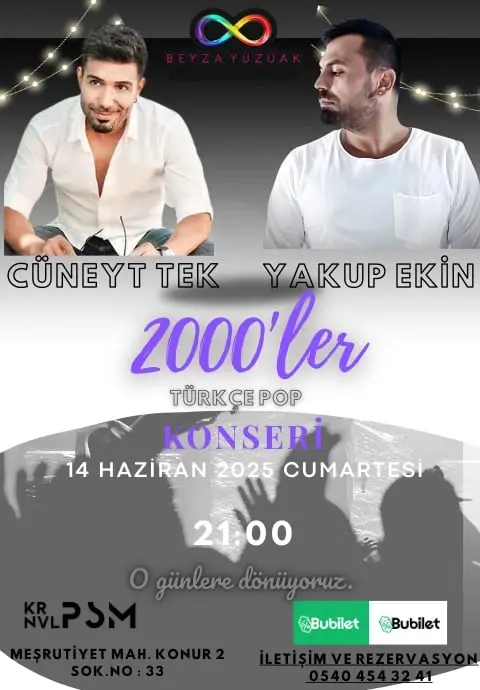 BEYZA YÜZÜAK
CÜNEYT TEK
YAKUP EKİN
2000'ler
TÜRKÇE POP
KONSERİ
14 HAZİRAN 2025 CUMARTESİ
21:00
O günlere dönüyoruz.
KR
NVL PSM
MEŞRUTİYET MAH. KONUR 2
SOK.NO : 33
Bubilet
Bubilet
İLETİŞİM VE REZERVASYON
0540 454 32 41